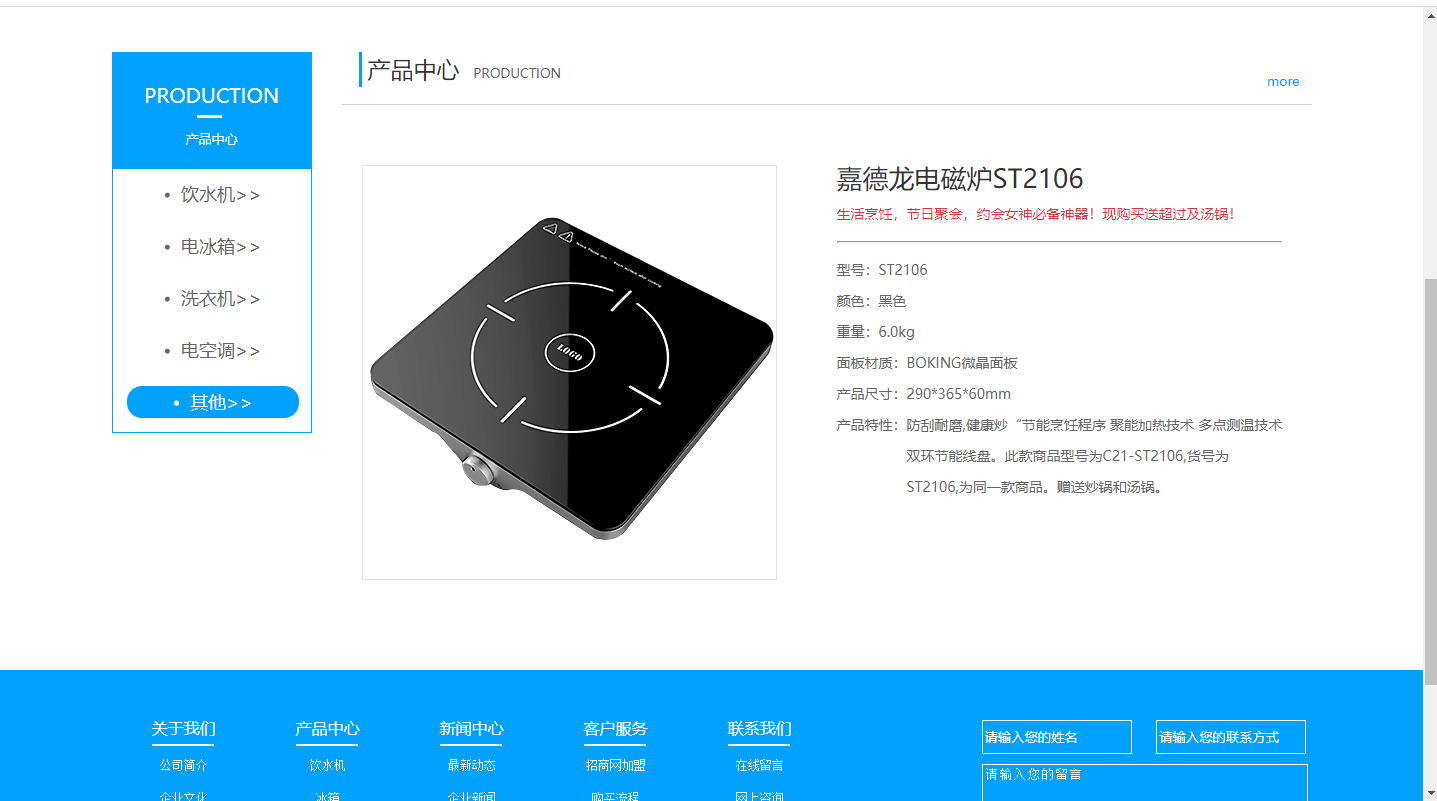 PRODUCTION
产品中心
• 饮水机>>
• 电冰箱>>
• 洗衣机>>
• 电空调>>
• 其他>>
产品中心 PRODUCTION
more
LOGO
嘉德龙电磁炉ST2106
生活烹饪，节日聚会，约会女神必备神器！现购买送超过及汤锅！
型号：ST2106
颜色：黑色
重量：6.0kg
面板材质：BOKING微晶面板
产品尺寸：290*365*60mm
产品特性：防刮耐磨,健康炒“节能烹饪程序 聚能加热技术 多点测温技术
双环节能线盘。此款商品型号为C21-ST2106,货号为
ST2106,为同一款商品。赠送炒锅和汤锅。
关于我们 产品中心 新闻中心 客户服务 联系我们
公司简介 饮水机 最新动态 招商网加盟 在线留言
企业文化 冰箱 企业新闻 购买流程 网上咨询
请输入您的姓名 请输入您的联系方式
请输入您的留言